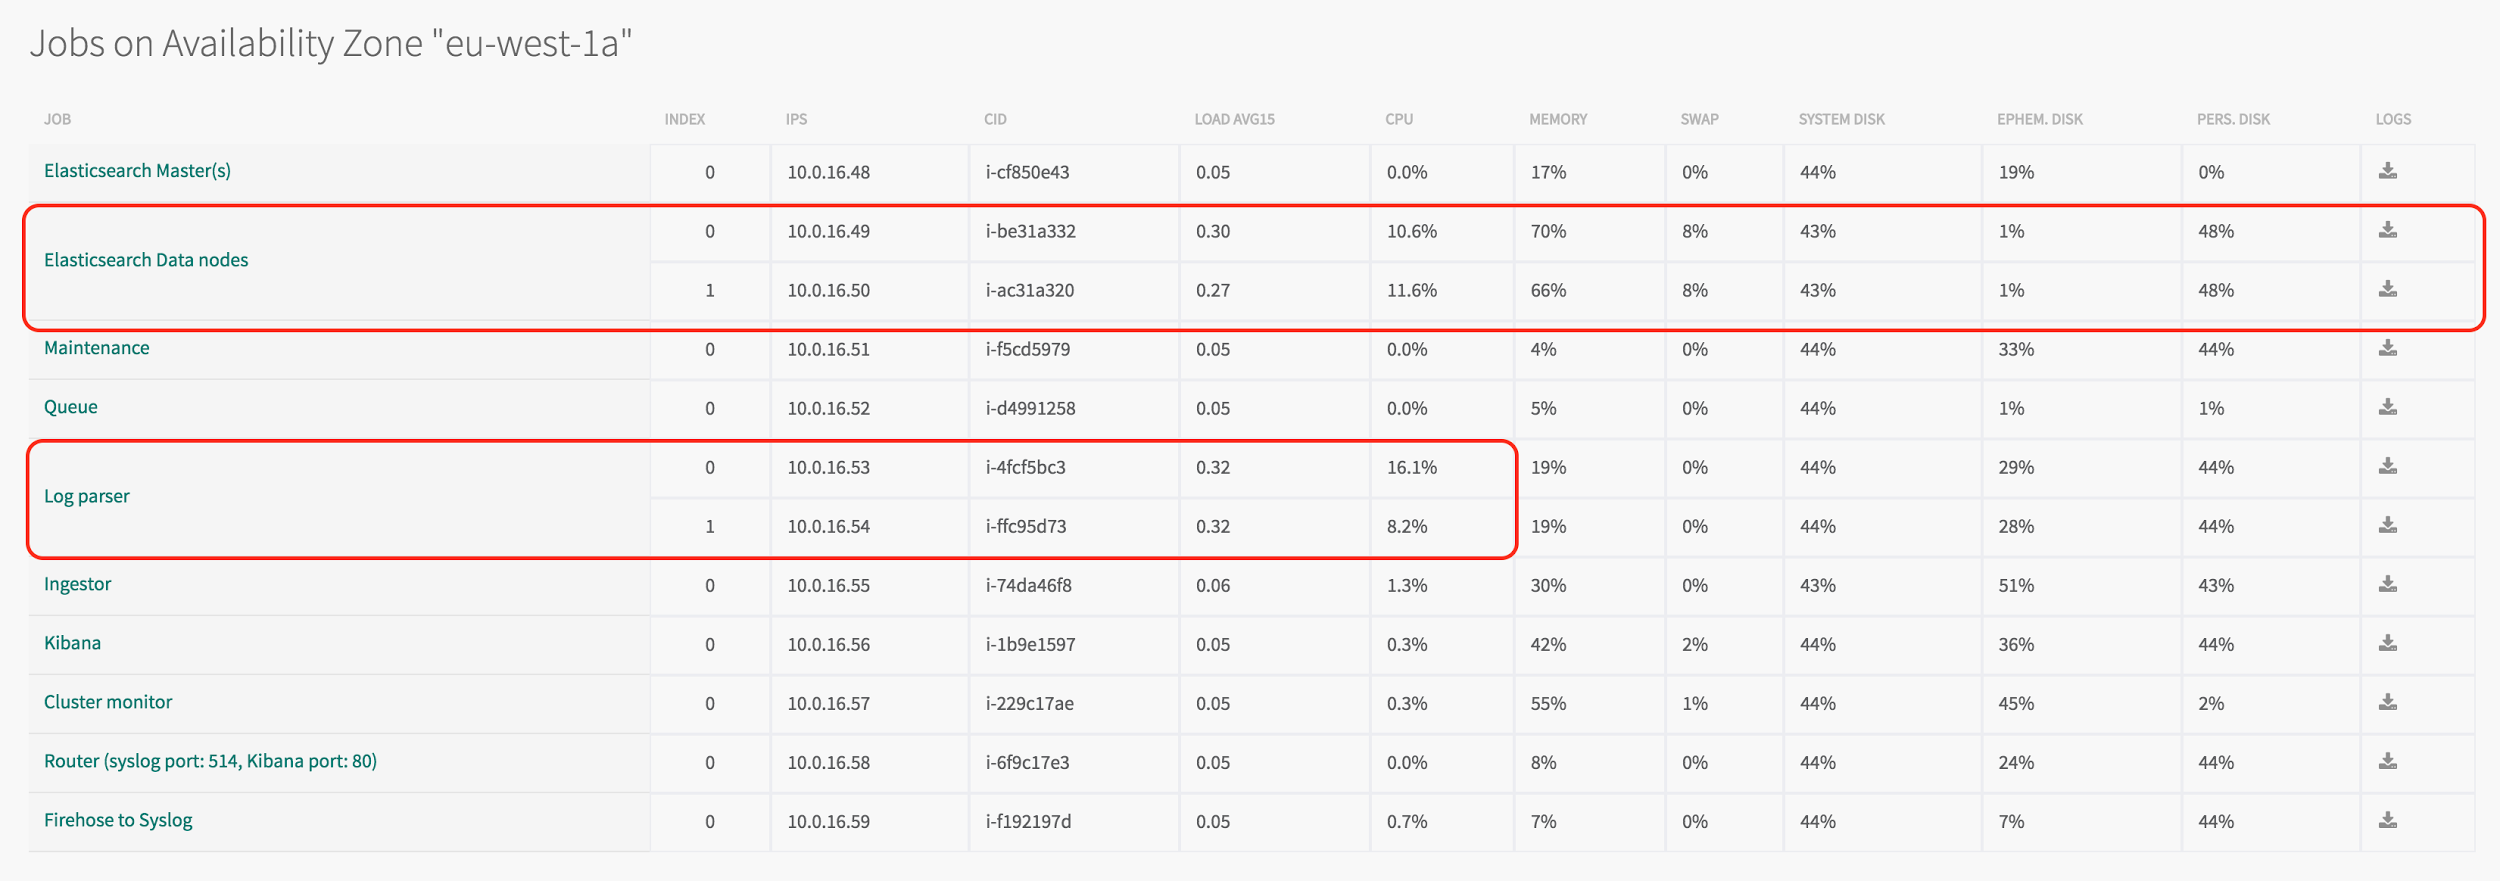 Jobs on Availability Zone "eu-west-1a"
JOB INDEX IPS CID LOAD AVG15 CPU MEMORY SWAP SYSTEM DISK EPHEM. DISK PERS. DISK LOGS
Elasticsearch Master(s) 0 10.0.16.48 i-cf850e43 0.05 0.0% 17% 0% 44% 19% 0%
Elasticsearch Data nodes 0 10.0.16.49 i-be31a332 0.30 10.6% 70% 8% 43% 1% 48%
1 10.0.16.50 i-ac31a320 0.27 11.6% 66% 8% 43% 1% 48%
Maintenance 0 10.0.16.51 i-f5cd5979 0.05 0.0% 4% 0% 44% 33% 44%
Queue 0 10.0.16.52 i-d4991258 0.05 0.0% 5% 0% 44% 1% 1%
Log parser 0 10.0.16.53 i-4fcf5bc3 0.32 16.1% 19% 0% 44% 29% 44%
1 10.0.16.54 i-ffc95d73 0.32 8.2% 19% 0% 44% 28% 44%
Ingestor 0 10.0.16.55 i-74da46f8 0.06 1.3% 30% 0% 43% 51% 43%
Kibana 0 10.0.16.56 i-1b9e1597 0.05 0.3% 42% 2% 44% 36% 44%
Cluster monitor 0 10.0.16.57 i-229c17ae 0.05 0.3% 55% 1% 44% 45% 2%
Router (syslog port: 514, Kibana port: 80) 0 10.0.16.58 i-6f9c17e3 0.05 0.0% 8% 0% 44% 24% 44%
Firehose to Syslog 0 10.0.16.59 i-f192197d 0.05 0.7% 7% 0% 44% 7% 44%